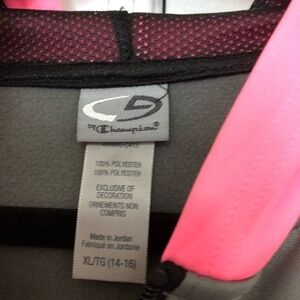 by Champion
100% POLYESTER
100% POLYESTER
EXCLUSIVE OF
DECORATION
ORNEMENTS NON
COMPRIS
Made in Jordan
Fabriqué en Jordanie
XL/TG (14-16)